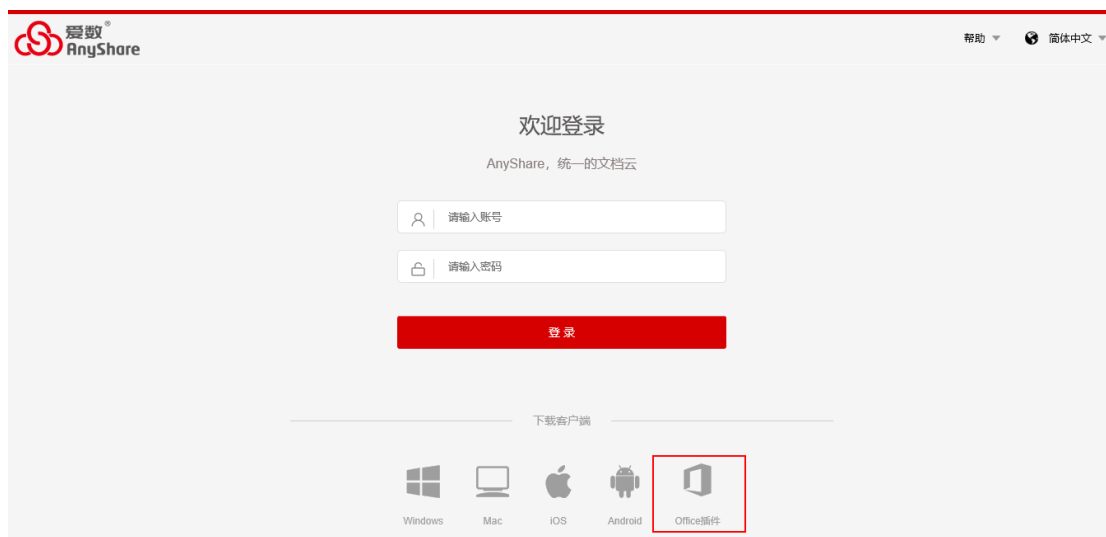 爱数®
AnyShare
帮助
简体中文
欢迎登录
AnyShare，统一的文档云
请输入账号
请输入密码
登 录
下载客户端
Windows
Mac
iOS
Android
Office插件